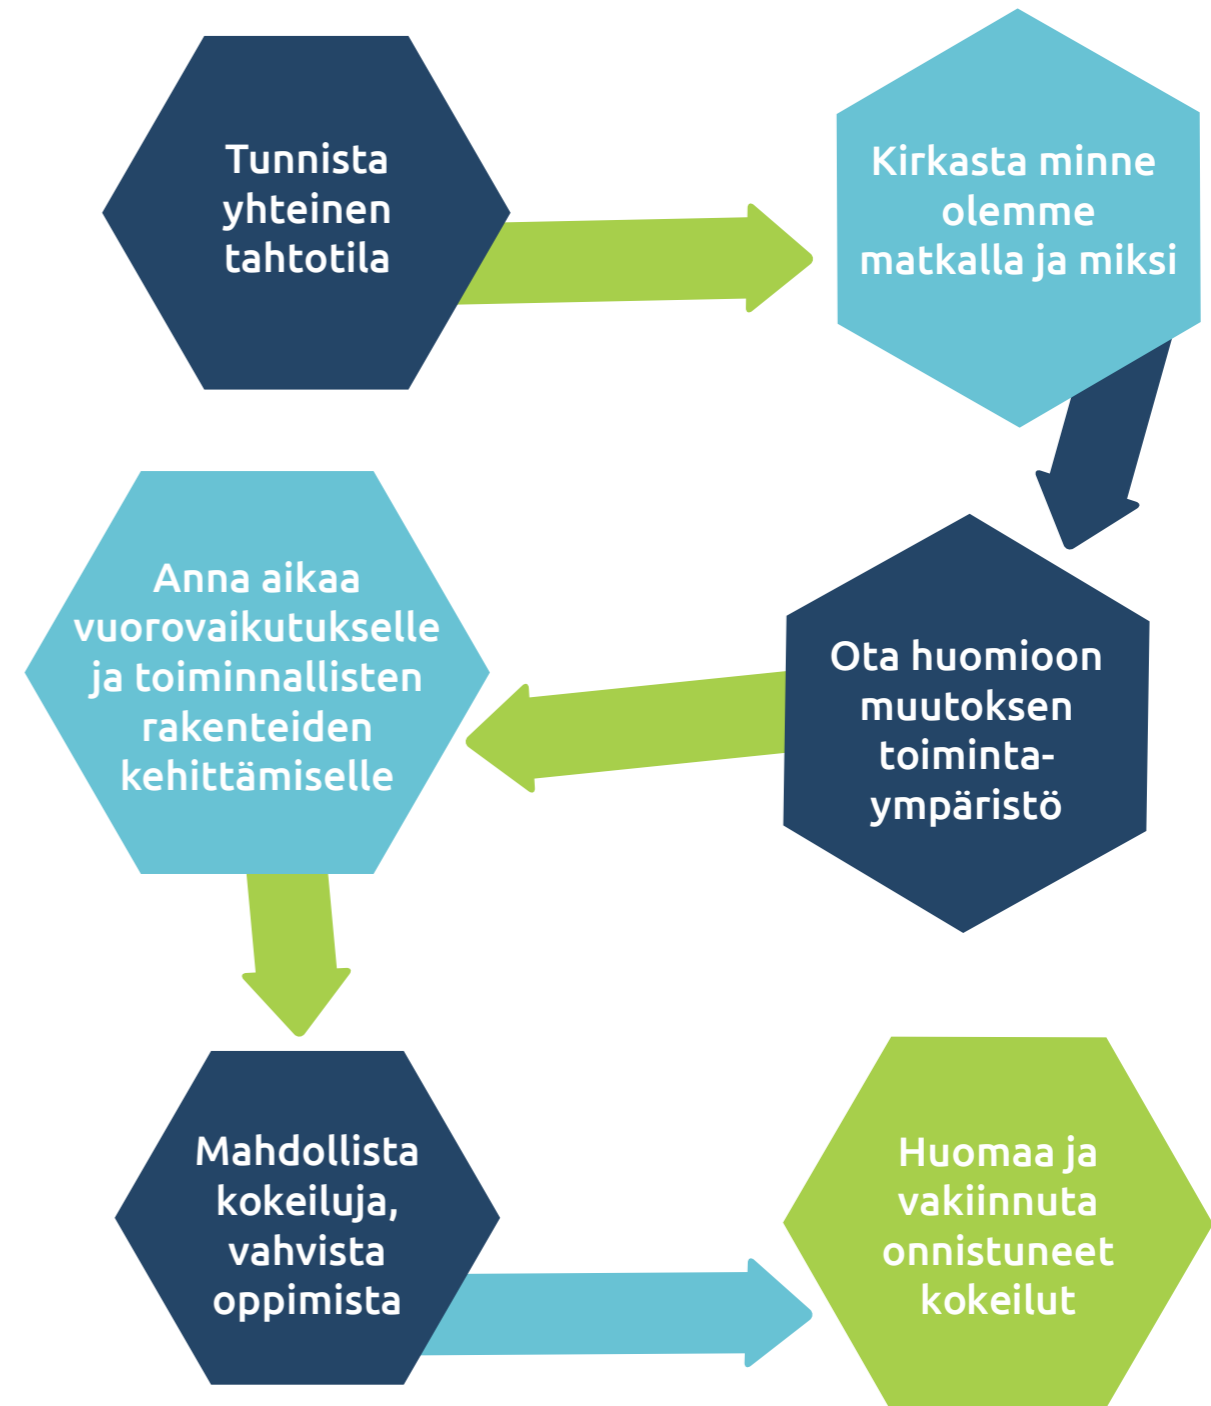 Tunnista
yhteinen
tahtotila
Kirkasta minne
olemme
matkalla ja miksi
Ota huomioon
muutoksen
toiminta-
ympäristö
Anna aikaa
vuorovaikutukselle
ja toiminnallisten
rakenteiden
kehittämiselle
Mahdollista
kokeiluja,
vahvista
oppimista
Huomaa ja
vakiinnuta
onnistuneet
kokeilut